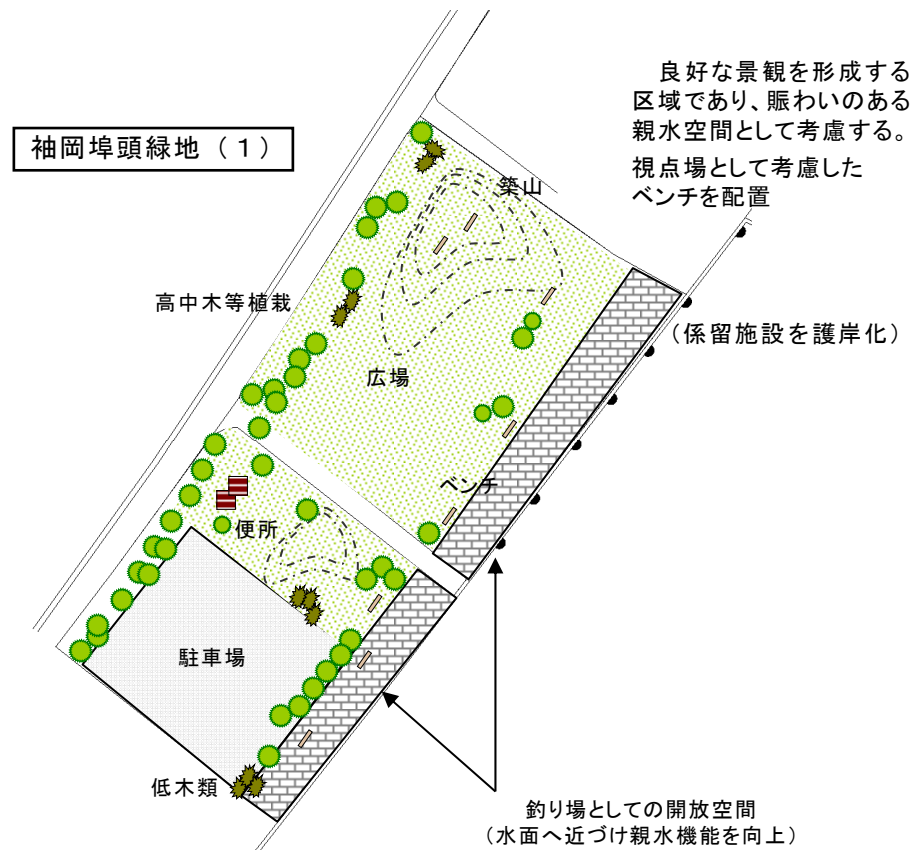 袖岡埠頭緑地（１）
良好な景観を形成する
区域であり、賑わいのある
親水空間として考慮する。
視点場として考慮した
ベンチを配置
築山
高中木等植栽
（係留施設を護岸化）
広場
ベンチ
便所
駐車場
低木類
釣り場としての開放空間
（水面へ近づけ親水機能を向上）